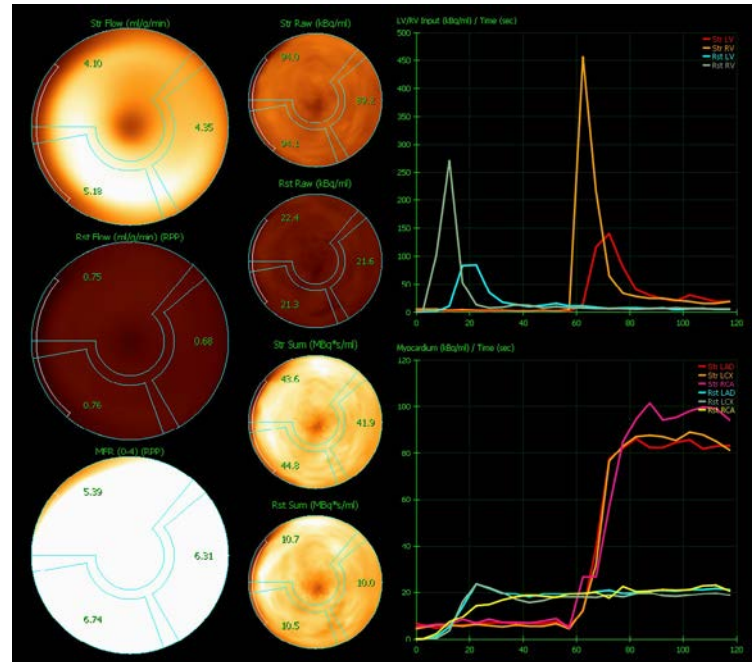 Str Flow (ml/g/min)
4.10
4.35
5.18
Rst Flow (ml/g/min) (RPP)
0.75
0.68
0.76
MFR (0-4) (RPP)
5.39
6.31
6.74
Str Raw (kBq/ml)
94.0
89.2
94.1
Rst Raw (kBq/ml)
22.4
21.6
21.3
Str Sum (MBq*s/ml)
43.6
41.9
44.8
Rst Sum (MBq*s/ml)
10.7
10.0
10.5
LV/RV Input (kBq/ml) / Time (sec)
500
450
400
350
300
250
200
150
100
50
0
0 20 40 60 80 100 120
Str LV
Str RV
Rst LV
Rst RV
Myocardium (kBq/ml) / Time (sec)
120
100
80
60
40
20
0
0 20 40 60 80 100 120
Str LAD
Str LCX
Str RCA
Rst LAD
Rst LCX
Rst RCA